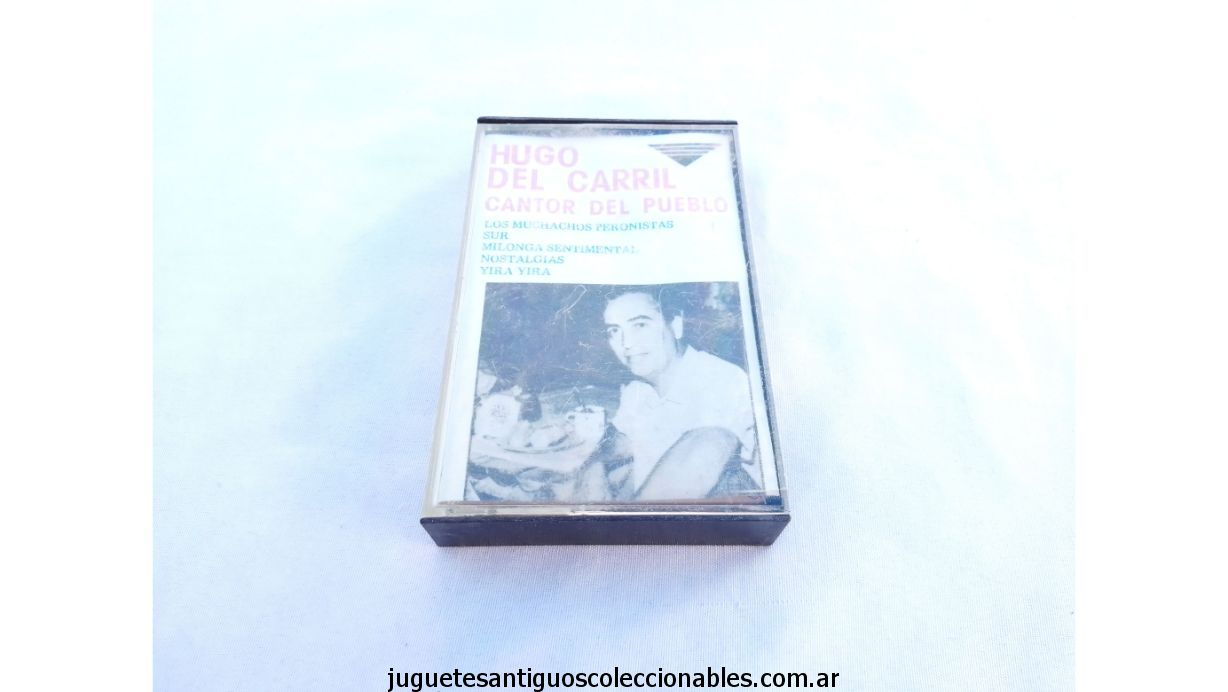 HUGO
DEL CARRIL
CANTOR DEL PUEBLO
LOS MUCHACHOS PERONISTAS
SUR
MILONGA SENTIMENTAL
NOSTALGIAS
YIRA YIRA
juguetesantiguoscoleccionables.com.ar